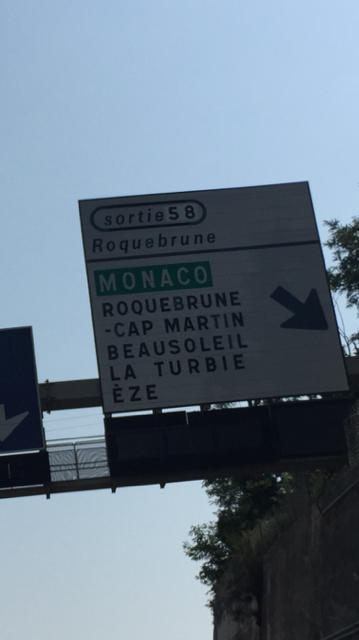 sortie 58
Roquebrune
MONACO
ROQUEBRUNE
-CAP MARTIN
BEAUSOLEIL
LA TURBIE
ÈZE